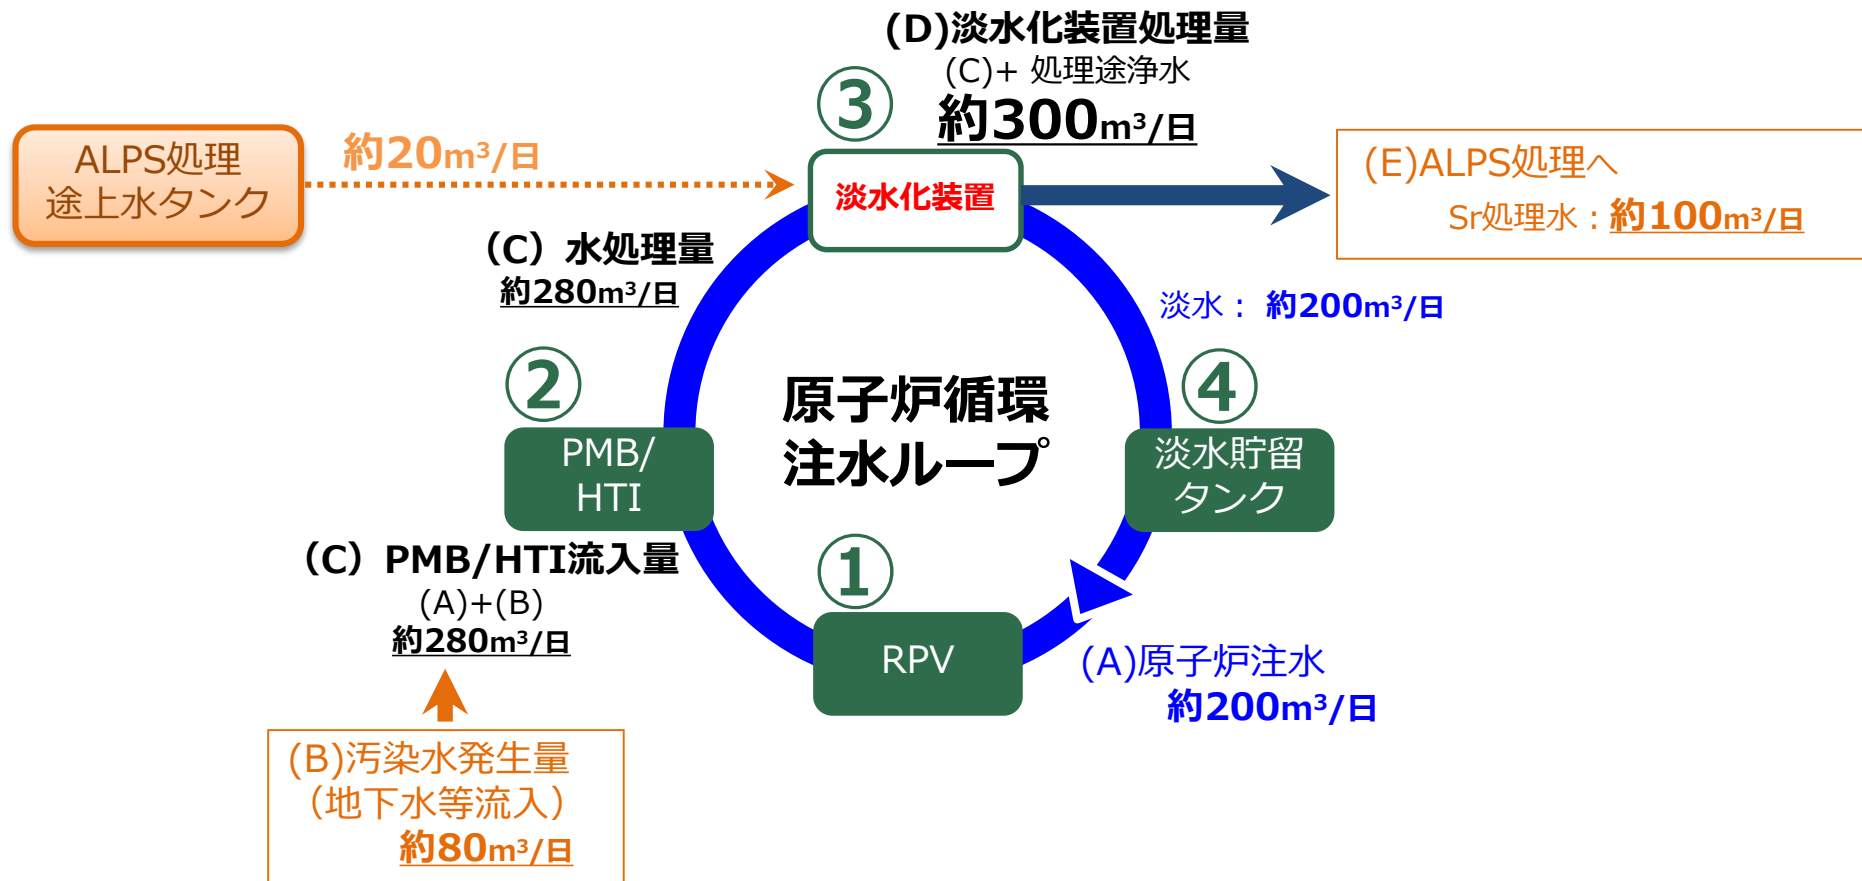 (D)淡水化装置処理量
(C)+ 処理途浄水
約300m³/日
③
ALPS処理
途上水タンク
約20m³/日
淡水化装置
(E)ALPS処理へ
Sr処理水：約100m³/日
（C）水処理量
約280m³/日
淡水： 約200m³/日
②
PMB/
HTI
原子炉循環
注水ループ
④
淡水貯留
タンク
（C）PMB/HTI流入量
(A)+(B)
約280m³/日
①
RPV
(A)原子炉注水
約200m³/日
(B)汚染水発生量
（地下水等流入）
約80m³/日